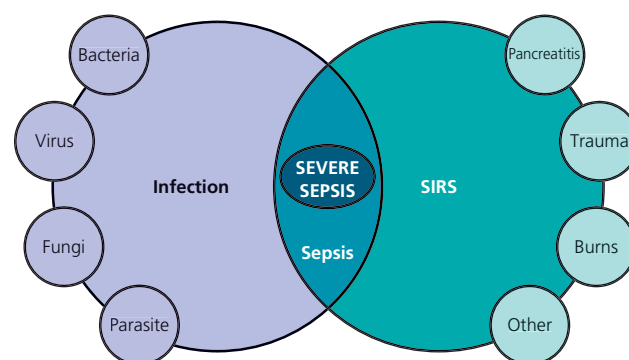 Bacteria
Virus
Fungi
Parasite
Infection
SEVERE
SEPSIS
Sepsis
SIRS
Pancreatitis
Trauma
Burns
Other